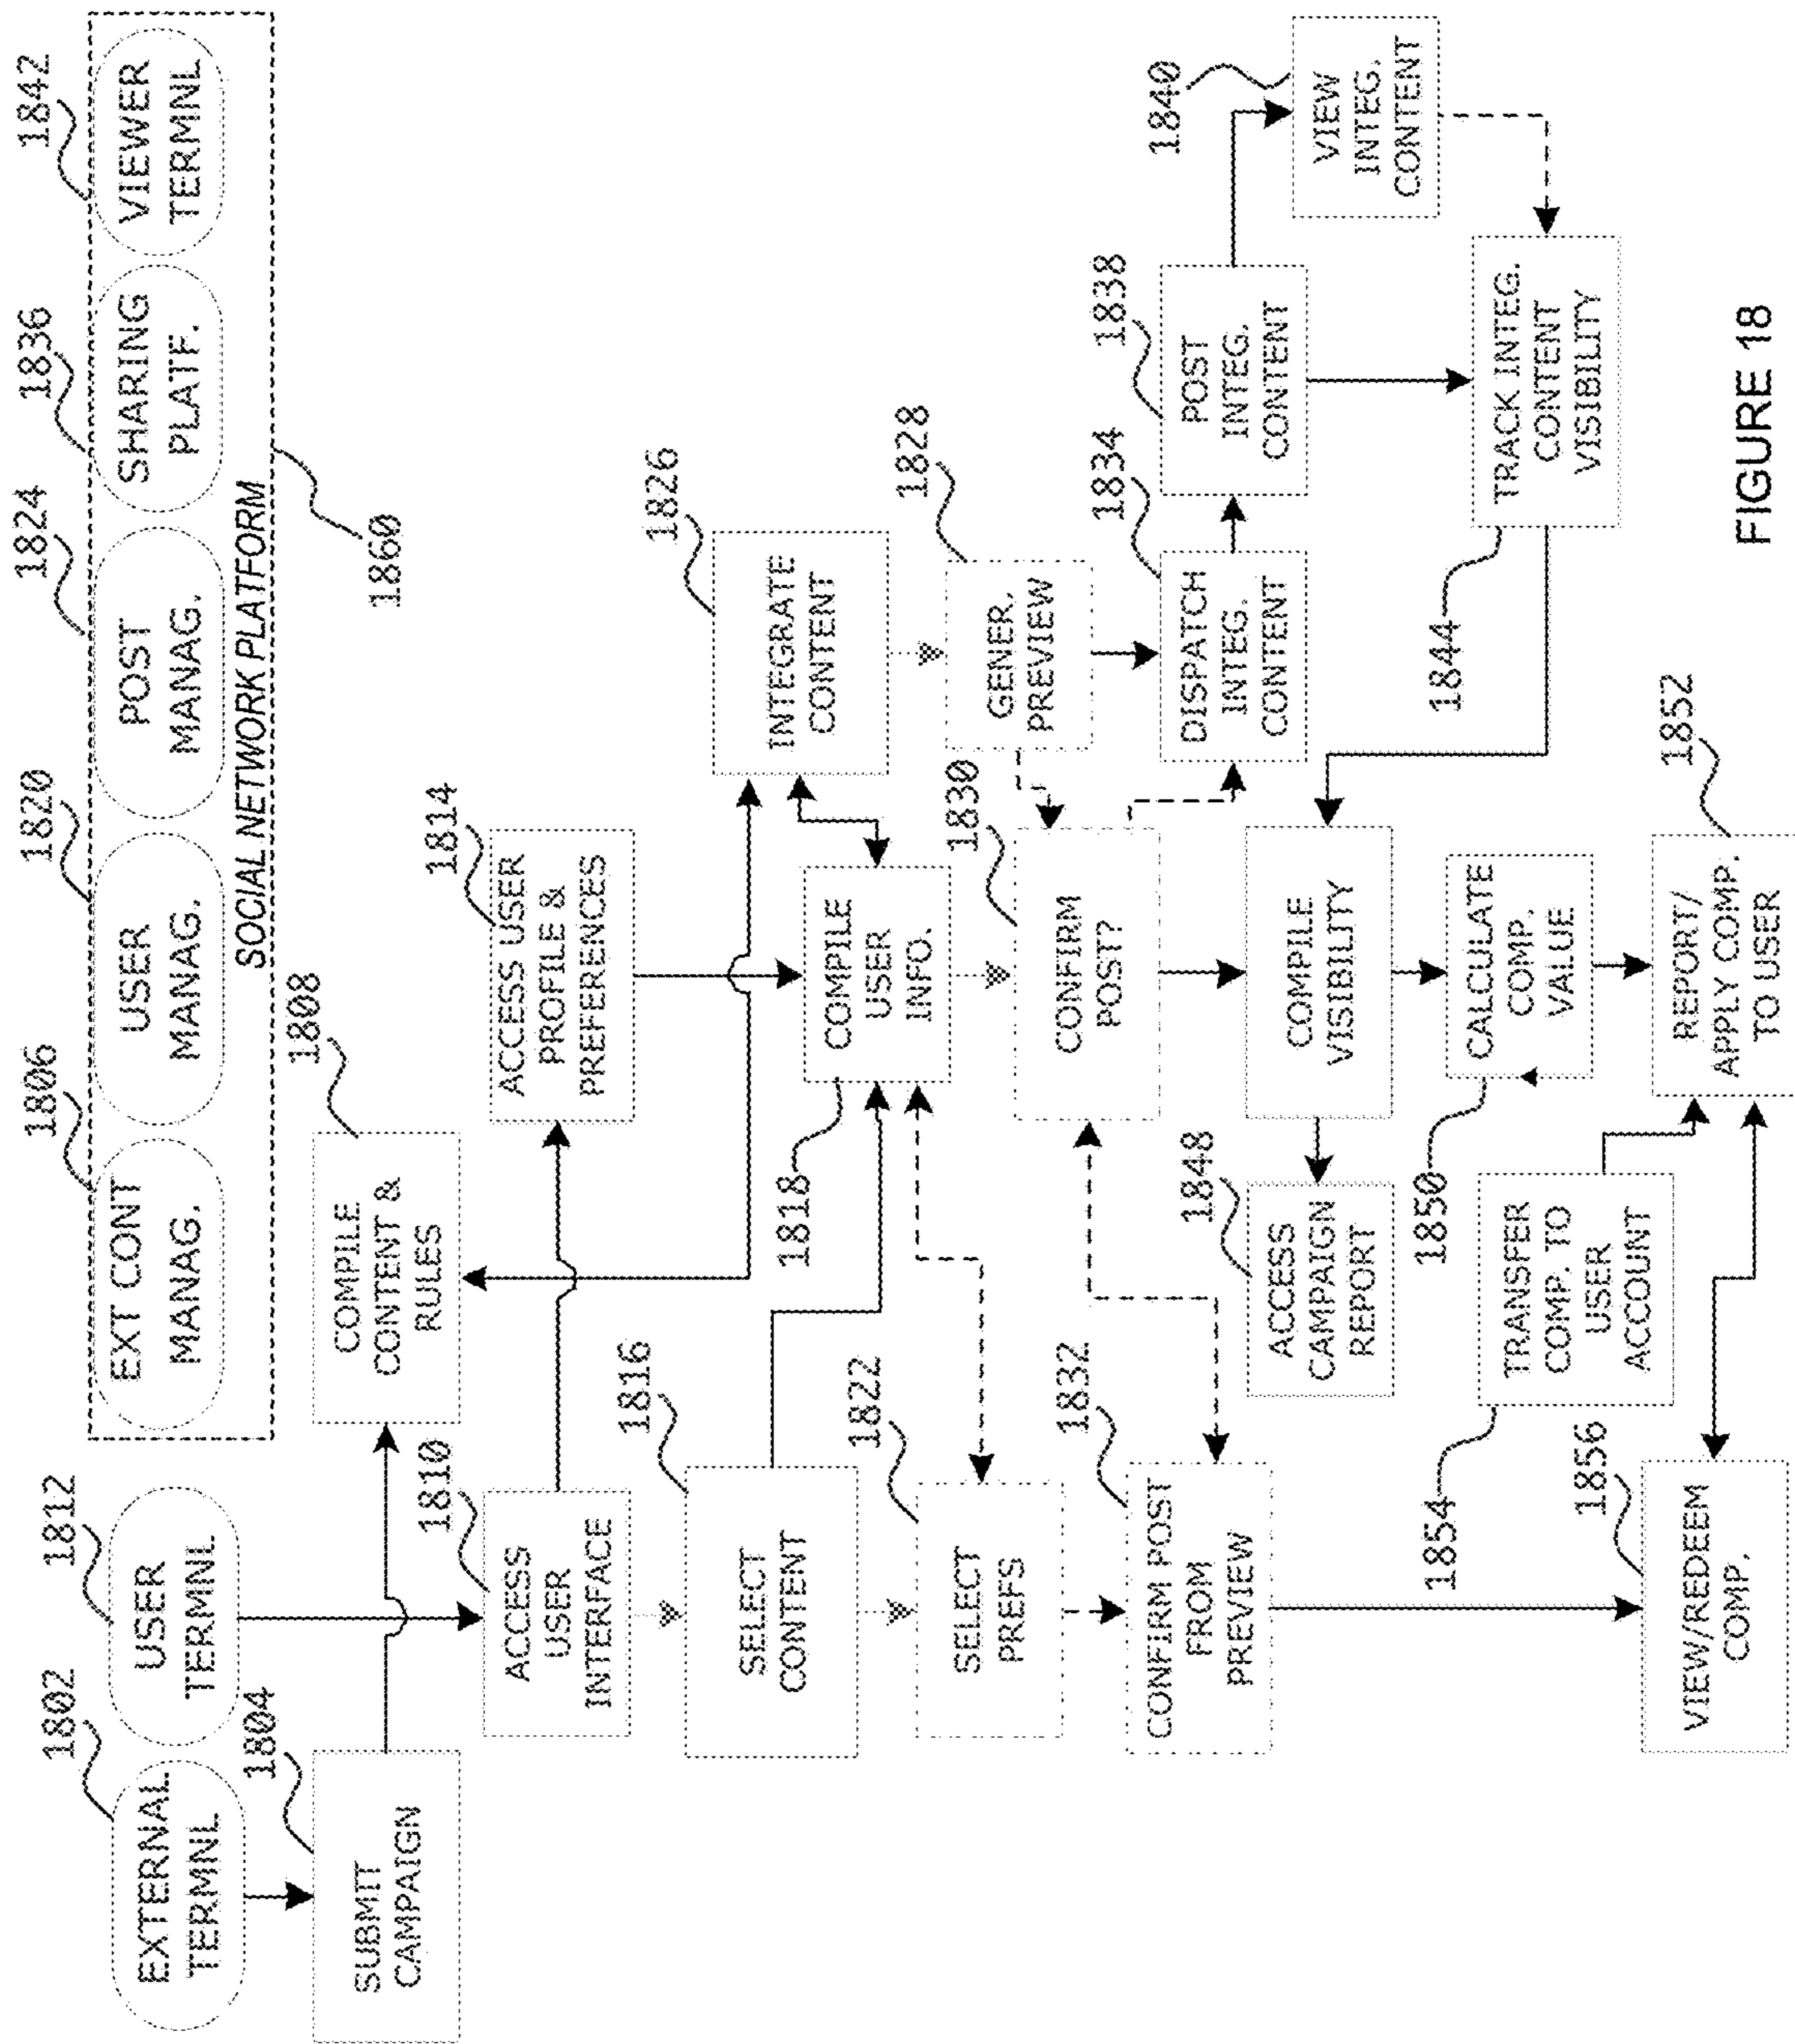 1802
1812
1806
1820
1824
1836
1842
EXTERNAL
TERMNL
USER
TERMNL
EXT CONT
MANAG.
USER
MANAG.
POST
MANAG.
SHARING
PLATF.
VIEWER
TERMNL
SOCIAL NETWORK PLATFORM
1860
1804
SUBMIT
CAMPAIGN
1808
COMPILE
CONTENT &
RULES
1810
ACCESS
USER
INTERFACE
1814
ACCESS USER
PROFILE &
PREFERENCES
1816
SELECT
CONTENT
1826
INTEGRATE
CONTENT
1818
COMPILE
USER
INFO.
1822
SELECT
PREFS
1828
GENER.
PREVIEW
1830
CONFIRM
POST?
1832
CONFIRM POST
FROM
PREVIEW
1834
DISPATCH
INTEG.
CONTENT
1838
POST
INTEG.
CONTENT
1840
VIEW
INTEG.
CONTENT
1848
ACCESS
CAMPAIGN
REPORT
COMPILE
VISIBILITY
1844
TRACK INTEG.
CONTENT
VISIBILITY
1850
CALCULATE
COMP.
VALUE
1854
TRANSFER
COMP. TO
USER
ACCOUNT
1856
VIEW/REDEEM
COMP.
1852
REPORT/
APPLY COMP.
TO USER
FIGURE 18